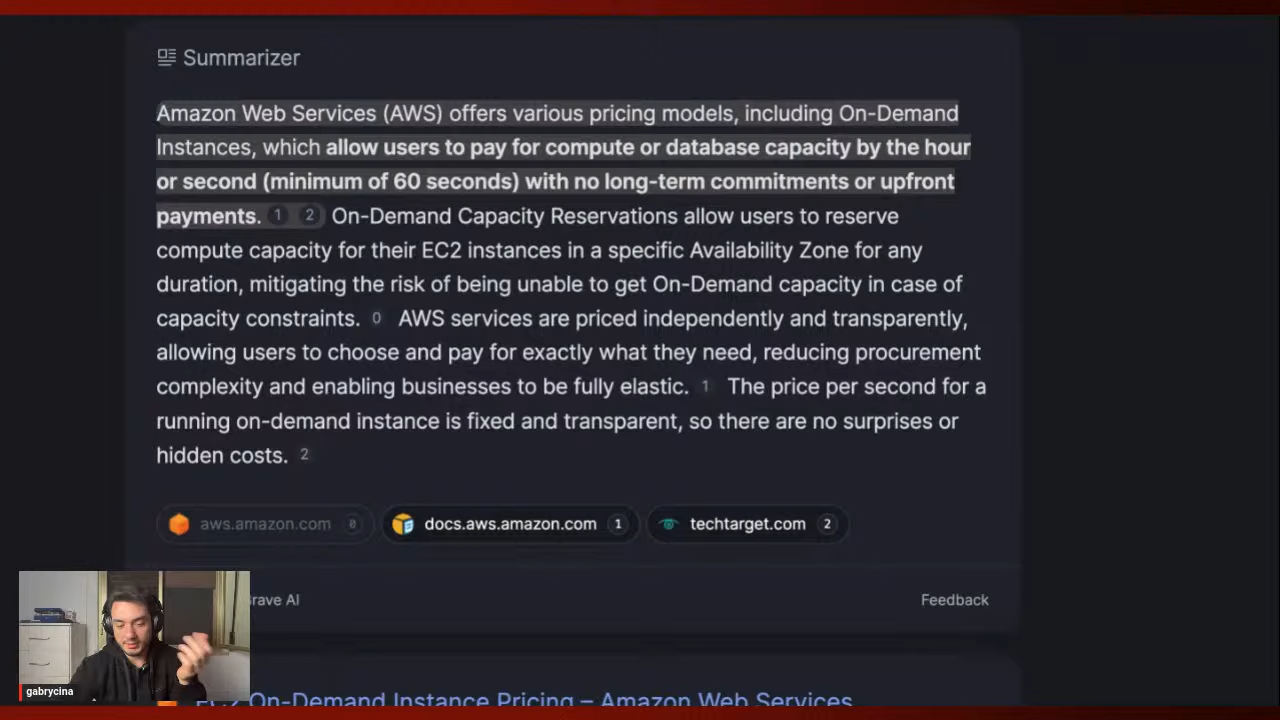 Summarizer
Amazon Web Services (AWS) offers various pricing models, including On-Demand
Instances, which allow users to pay for compute or database capacity by the hour
or second (minimum of 60 seconds) with no long-term commitments or upfront
payments. 1 2 On-Demand Capacity Reservations allow users to reserve
compute capacity for their EC2 instances in a specific Availability Zone for any
duration, mitigating the risk of being unable to get On-Demand capacity in case of
capacity constraints. 0 AWS services are priced independently and transparently,
allowing users to choose and pay for exactly what they need, reducing procurement
complexity and enabling businesses to be fully elastic. 1 The price per second for a
running on-demand instance is fixed and transparent, so there are no surprises or
hidden costs. 2
aws.amazon.com 0 docs.aws.amazon.com 1 techtarget.com 2
AI Feedback
gabrycina
EC2 On-Demand Instance Pricing – Amazon Web Services